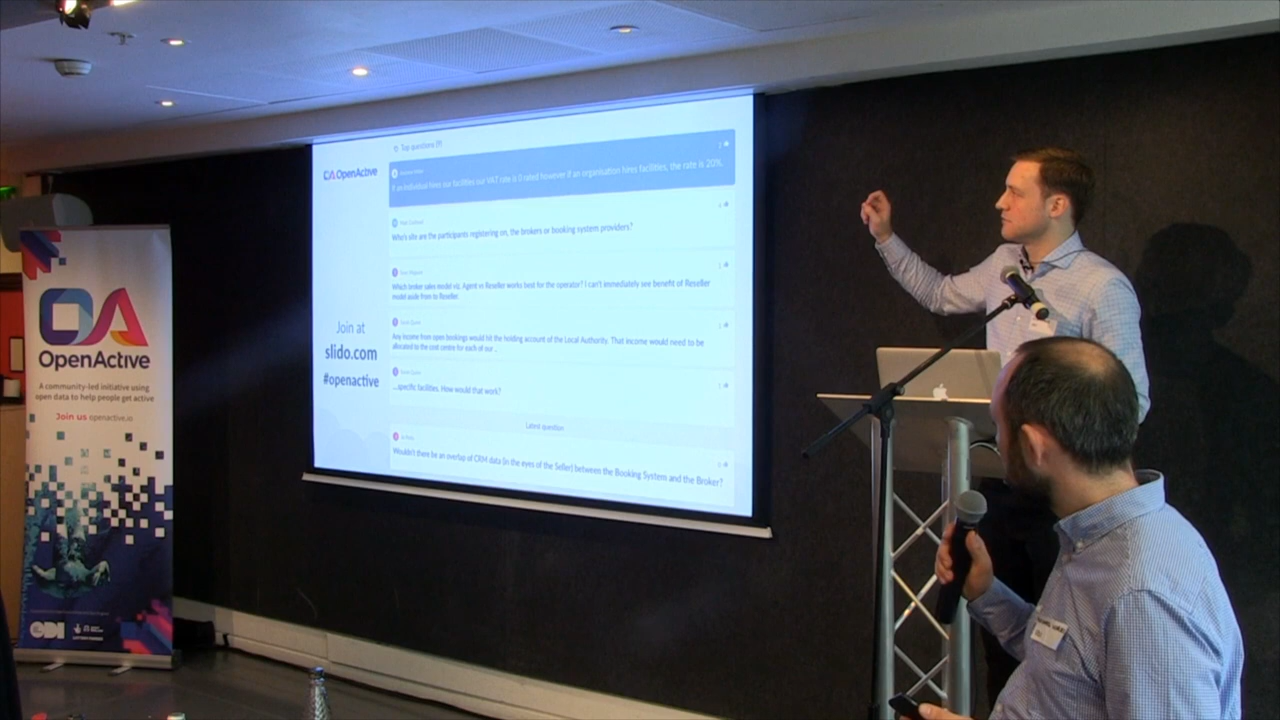 OA
OpenActive
A community-led initiative using
open data to help people get active
Join us openactive.io
ODI
OA OpenActive
Join at
slido.com
#openactive
Top questions
If an individual hires our facilities our VAT rate is 0 rated however if an organisation hires facilities, the rate is 20%.
Who's site are the participants registering on, the brokers or booking system providers?
Which broker sales model viz. Agent vs Reseller works best for the operator? I can't immediately see benefit of Reseller
model aside from to Reseller.
Any income from open bookings would hit the holding account of the Local Authority. That income would need to be
allocated to the cost centre for each of our ..
...specific facilities. How would that work?
Latest question
Wouldn't there be an overlap of CRM data (in the eyes of the Seller) between the Booking System and the Broker?